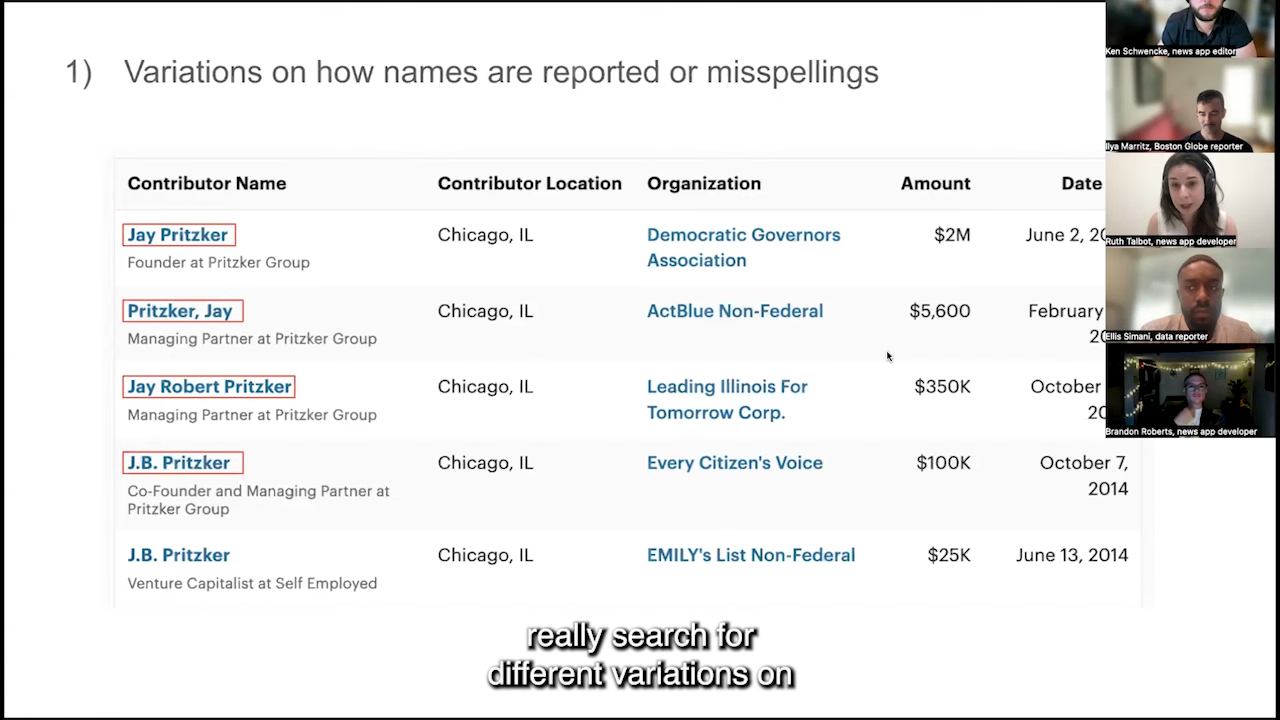 1) Variations on how names are reported or misspellings
Contributor Name Contributor Location Organization Amount Date
Jay Pritzker Chicago, IL Democratic Governors $2M June 2, 20
Founder at Pritzker Group Association
Pritzker, Jay Chicago, IL ActBlue Non-Federal $5,600 February
Managing Partner at Pritzker Group 20
Jay Robert Pritzker Chicago, IL Leading Illinois For $350K October
Managing Partner at Pritzker Group Tomorrow Corp. 20
J.B. Pritzker Chicago, IL Every Citizen's Voice $100K October 7,
Co-Founder and Managing Partner at 2014
Pritzker Group
J.B. Pritzker Chicago, IL EMILY's List Non-Federal $25K June 13, 2014
Venture Capitalist at Self Employed
really search for
different variations on
Ken Schwencke, news app editor
Ilya Marritz, Boston Globe reporter
Ruth Talbot, news app developer
Ellis Simani, data reporter
Brandon Roberts, news app developer